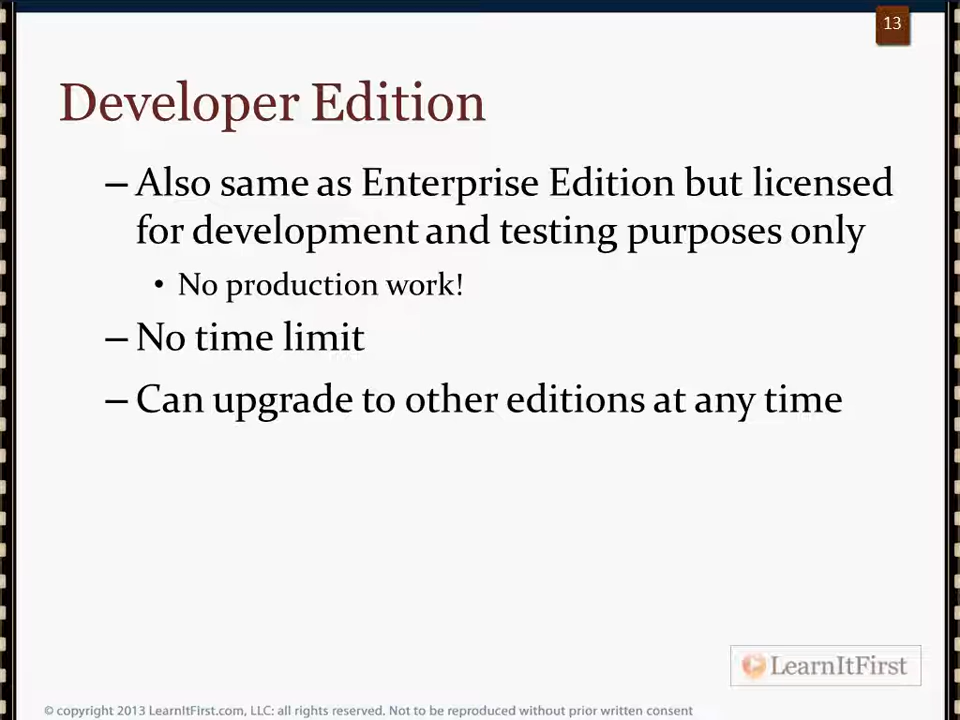 13
Developer Edition
– Also same as Enterprise Edition but licensed
for development and testing purposes only
• No production work!
– No time limit
– Can upgrade to other editions at any time
LearnItFirst
© copyright 2013 LearnItFirst.com, LLC: all rights reserved. Not to be reproduced without prior written consent